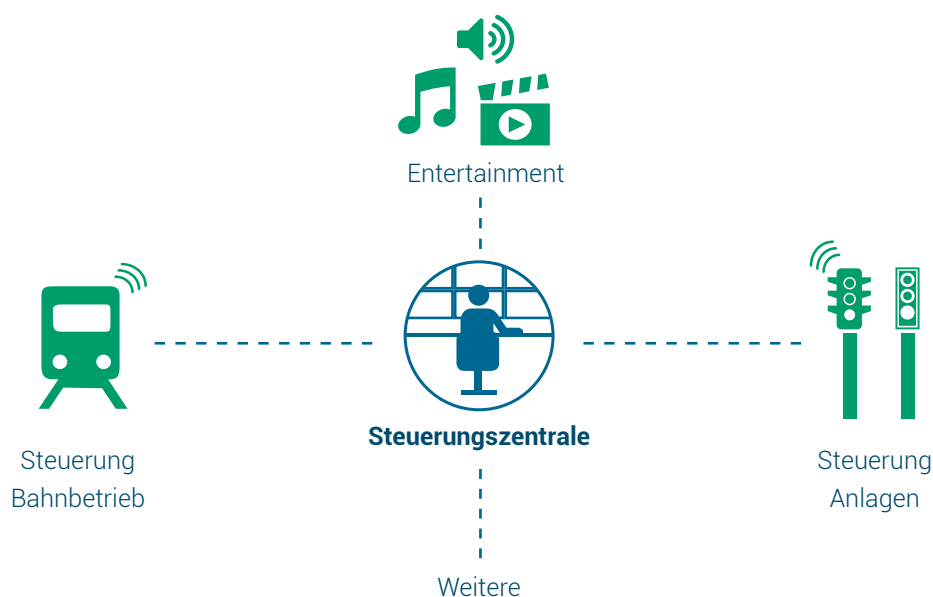 Entertainment
Steuerungszentrale
Steuerung
Bahnbetrieb
Steuerung
Anlagen
Weitere